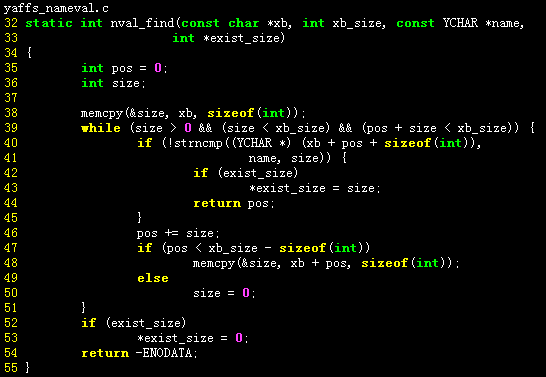 yaffs_nameval.c
32 static int nval_find(const char *xb, int xb_size, const YCHAR *name,
33                     int *exist_size)
34 {
35         int pos = 0;
36         int size;
37
38         memcpy(&size, xb, sizeof(int));
39         while (size > 0 && (size < xb_size) && (pos + size < xb_size)) {
40                 if (!strncmp((YCHAR *) (xb + pos + sizeof(int)),
41                                 name, size)) {
42                         if (exist_size)
43                                 *exist_size = size;
44                         return pos;
45                 }
46                 pos += size;
47                 if (pos < xb_size - sizeof(int))
48                         memcpy(&size, xb + pos, sizeof(int));
49                 else
50                         size = 0;
51         }
52         if (exist_size)
53                 *exist_size = 0;
54         return -ENODATA;
55 }